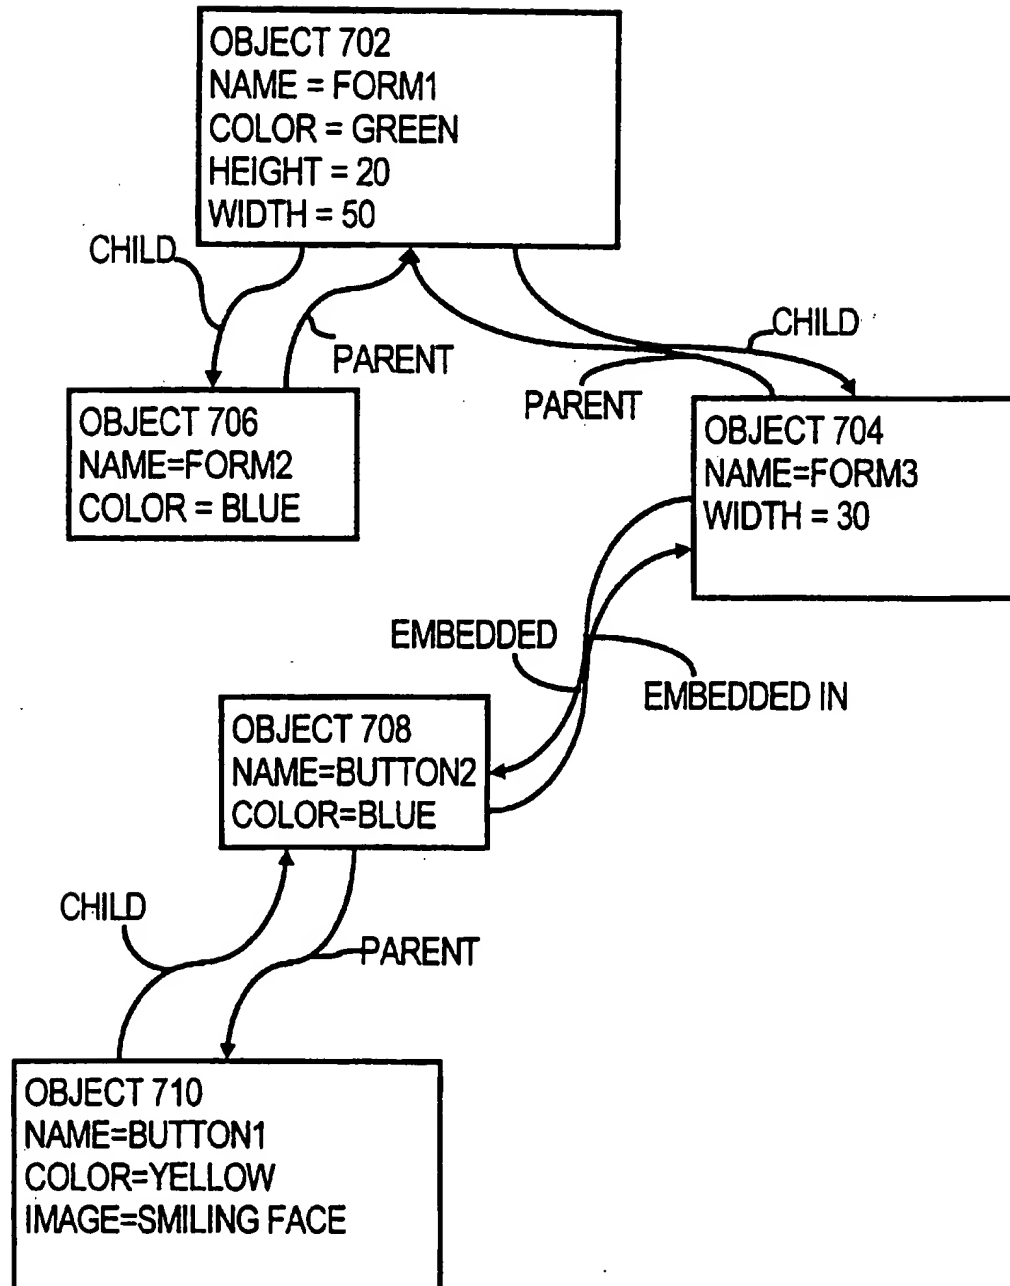 OBJECT 702
NAME = FORM1
COLOR = GREEN
HEIGHT = 20
WIDTH = 50
CHILD
PARENT
CHILD
PARENT
OBJECT 706
NAME=FORM2
COLOR = BLUE
OBJECT 704
NAME=FORM3
WIDTH = 30
EMBEDDED
EMBEDDED IN
OBJECT 708
NAME=BUTTON2
COLOR=BLUE
CHILD
PARENT
OBJECT 710
NAME=BUTTON1
COLOR=YELLOW
IMAGE=SMILING FACE